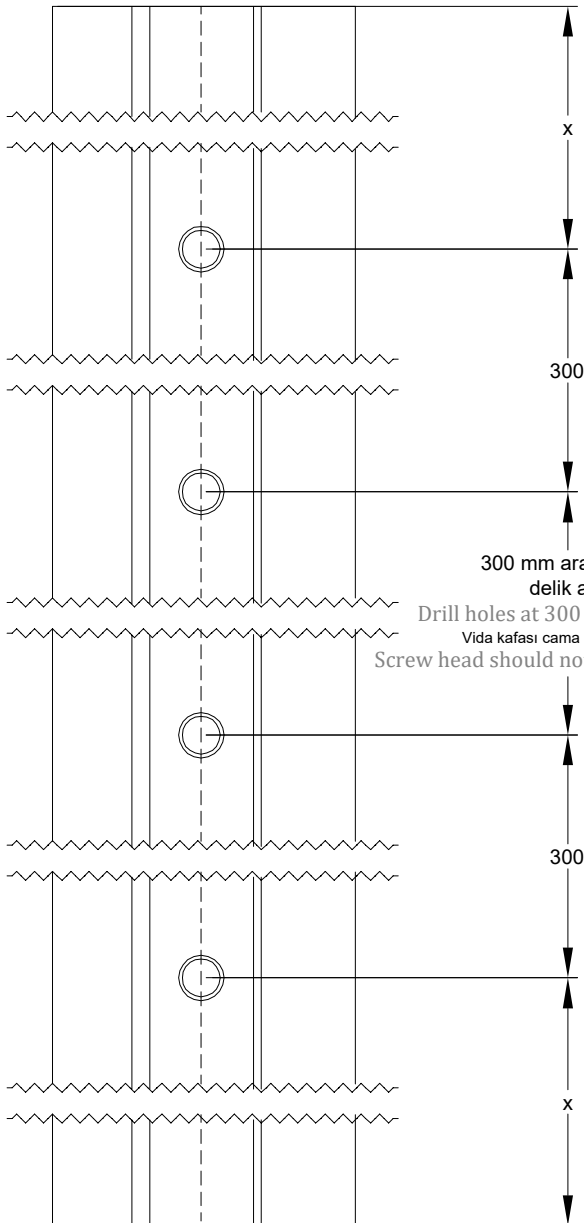 x
300
300 mm ara
delik a
Drill holes at 300
Vida kafası cama
Screw head should no
300
x